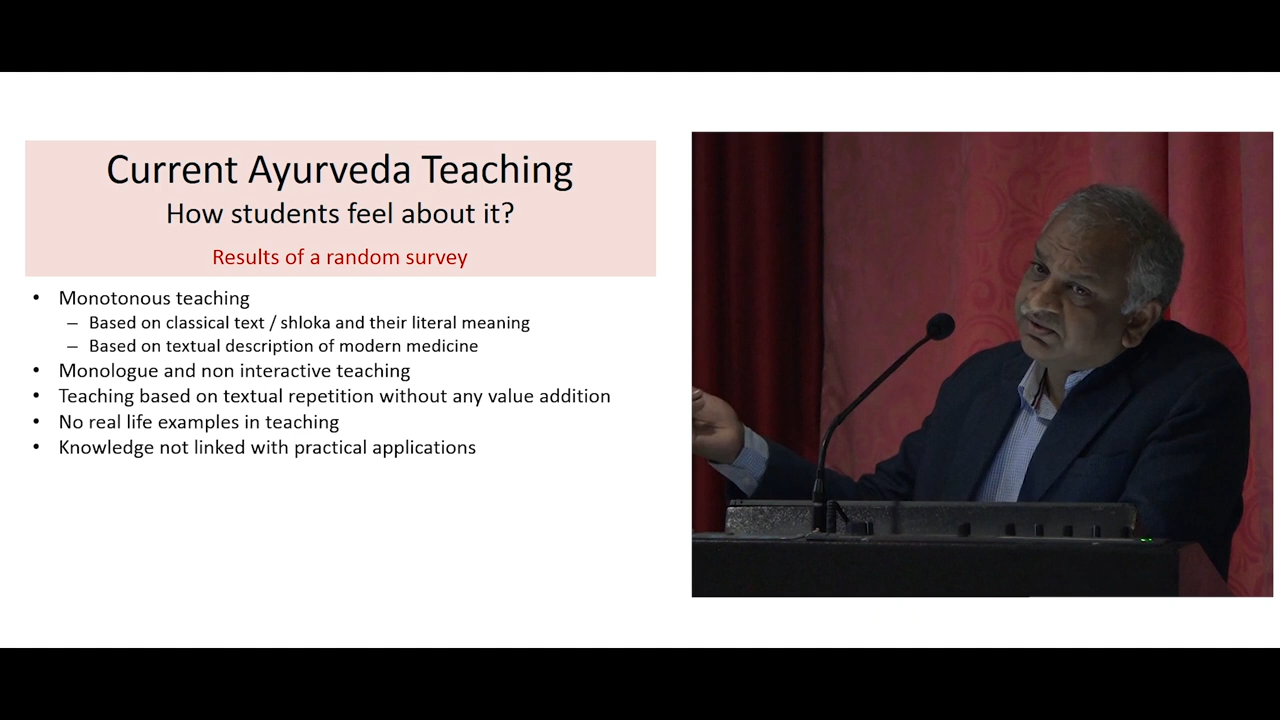 Current Ayurveda Teaching
How students feel about it?
Results of a random survey
• Monotonous teaching
– Based on classical text / shloka and their literal meaning
– Based on textual description of modern medicine
• Monologue and non interactive teaching
• Teaching based on textual repetition without any value addition
• No real life examples in teaching
• Knowledge not linked with practical applications